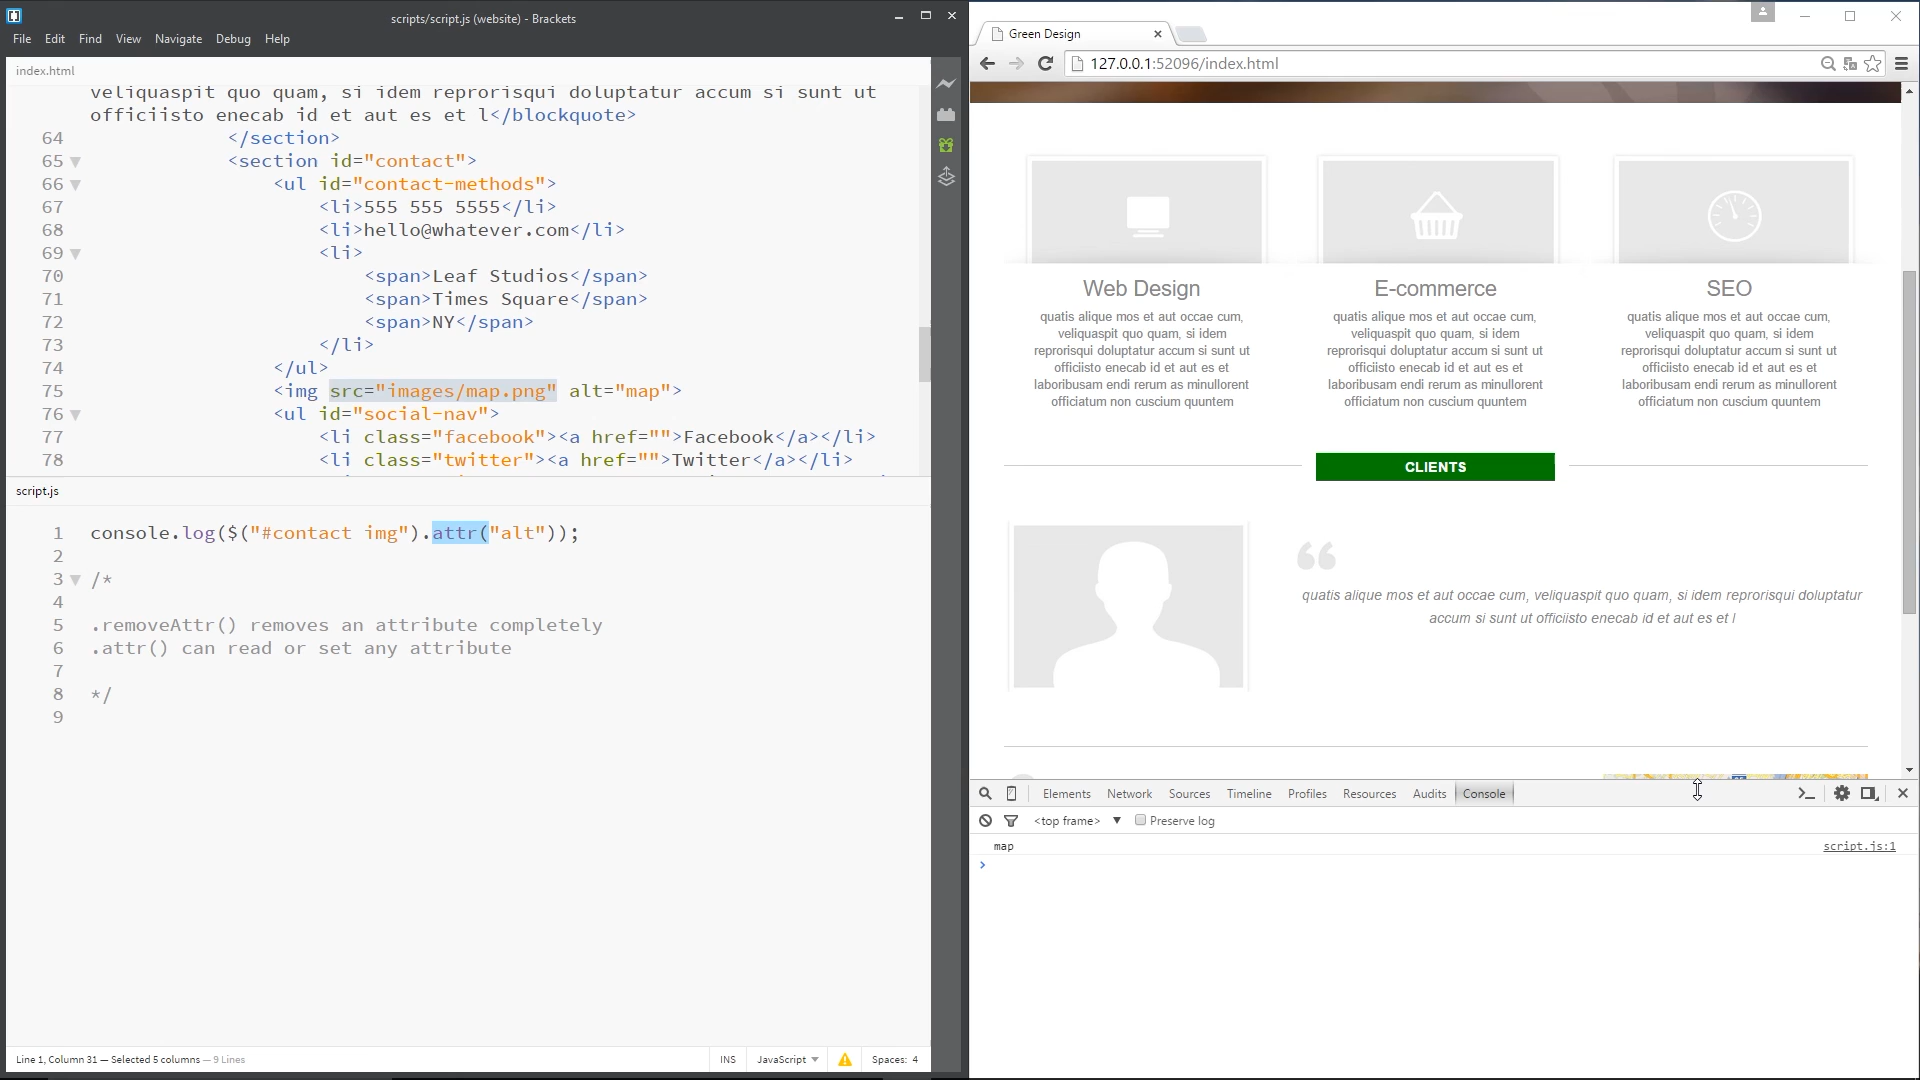 scripts/script.js (website) - Brackets
File Edit Find View Navigate Debug Help
index.html
veliquaspit quo quam, si idem reprorisqui doluptatur accum si sunt ut
officiisto enecab id et aut es et l</blockquote>
64 </section>
65 <section id="contact">
66 <ul id="contact-methods">
67 <li>555 555 5555</li>
68 <li>hello@whatever.com</li>
69 <li>
70 <span>Leaf Studios</span>
71 <span>Times Square</span>
72 <span>NY</span>
73 </li>
74 </ul>
75 <img src="images/map.png" alt="map">
76 <ul id="social-nav">
77 <li class="facebook"><a href="">Facebook</a></li>
78 <li class="twitter"><a href="">Twitter</a></li>
script.js
1 console.log($("#contact img").attr("alt"));
2
3 /*
4
5 .removeAttr() removes an attribute completely
6 .attr() can read or set any attribute
7
8 */
9
Line 1, Column 31 — Selected 5 columns — 9 Lines
INS JavaScript Spaces: 4
Green Design
127.0.0.1:52096/index.html
Web Design
quatis alique mos et aut occae cum,
veliquaspit quo quam, si idem
reprorisqui doluptatur accum si sunt ut
officiisto enecab id et aut es et
laboribusam endi rerum as minullorent
officiatum non cuscium quuntem
E-commerce
quatis alique mos et aut occae cum,
veliquaspit quo quam, si idem
reprorisqui doluptatur accum si sunt ut
officiisto enecab id et aut es et
laboribusam endi rerum as minullorent
officiatum non cuscium quuntem
SEO
quatis alique mos et aut occae cum,
veliquaspit quo quam, si idem
reprorisqui doluptatur accum si sunt ut
officiisto enecab id et aut es et
laboribusam endi rerum as minullorent
officiatum non cuscium quuntem
CLIENTS
quatis alique mos et aut occae cum, veliquaspit quo quam, si idem reprorisqui doluptatur
accum si sunt ut officiisto enecab id et aut es et l
Elements Network Sources Timeline Profiles Resources Audits Console
<top frame> Preserve log
map script.js:1